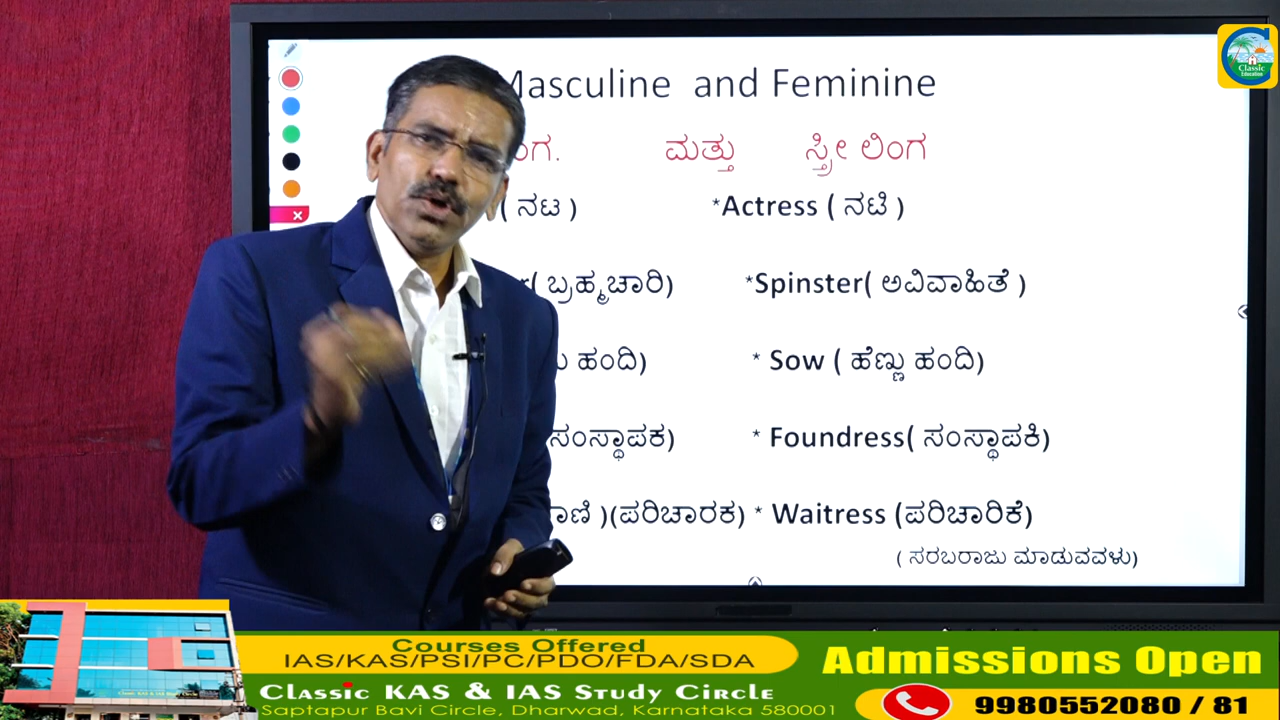 Masculine and Feminine
ಮತ್ತು ಸ್ತ್ರೀ ಲಿಂಗ
( ನಟ ) *Actress ( ನಟಿ )
( ಬ್ರಹ್ಮಚಾರಿ) *Spinster( ಅವಿವಾಹಿತೆ )
ಹಂದಿ) * Sow ( ಹೆಣ್ಣು ಹಂದಿ)
ಸಂಸ್ಥಾಪಕ) * Foundress( ಸಂಸ್ಥಾಪಕಿ)
)(ಪರಿಚಾರಕ) * Waitress (ಪರಿಚಾರಿಕೆ)
( ಸರಬರಾಜು ಮಾಡುವವಳು)
Classic
Education
Courses Offered
IAS/KAS/PSI/PC/PDO/FDA/SDA
Classic KAS & IAS Study Circle
Saptapur Bavi Circle, Dharwad, Karnataka 580001
Admissions Open
9980552080 / 81